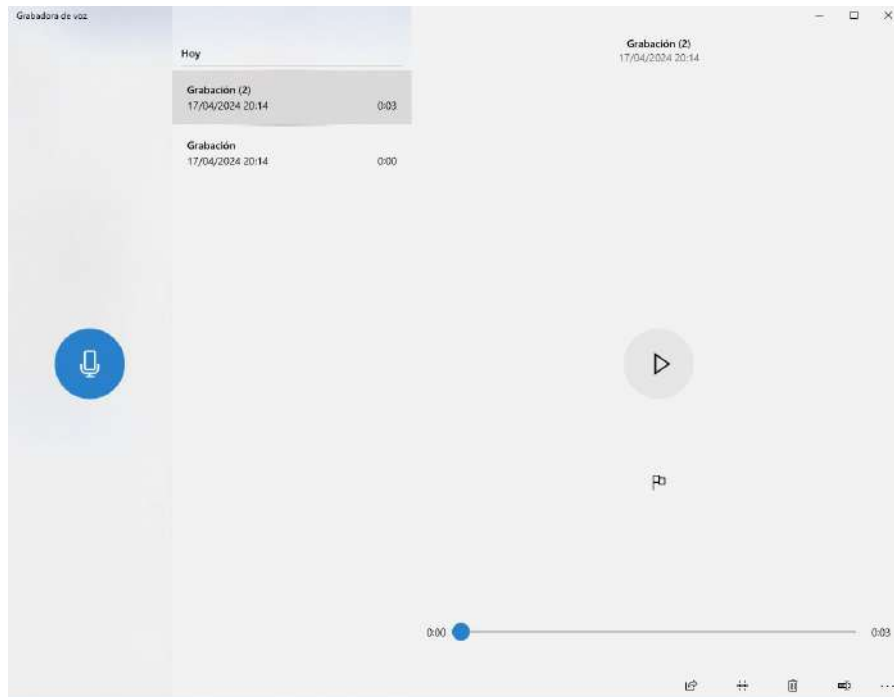 Grabadora de voz
Hoy
Grabación (2)
17/04/2024 20:14
0:03
Grabación
17/04/2024 20:14
0:00
Grabación (2)
17/04/2024 20:14
0:00
0:03